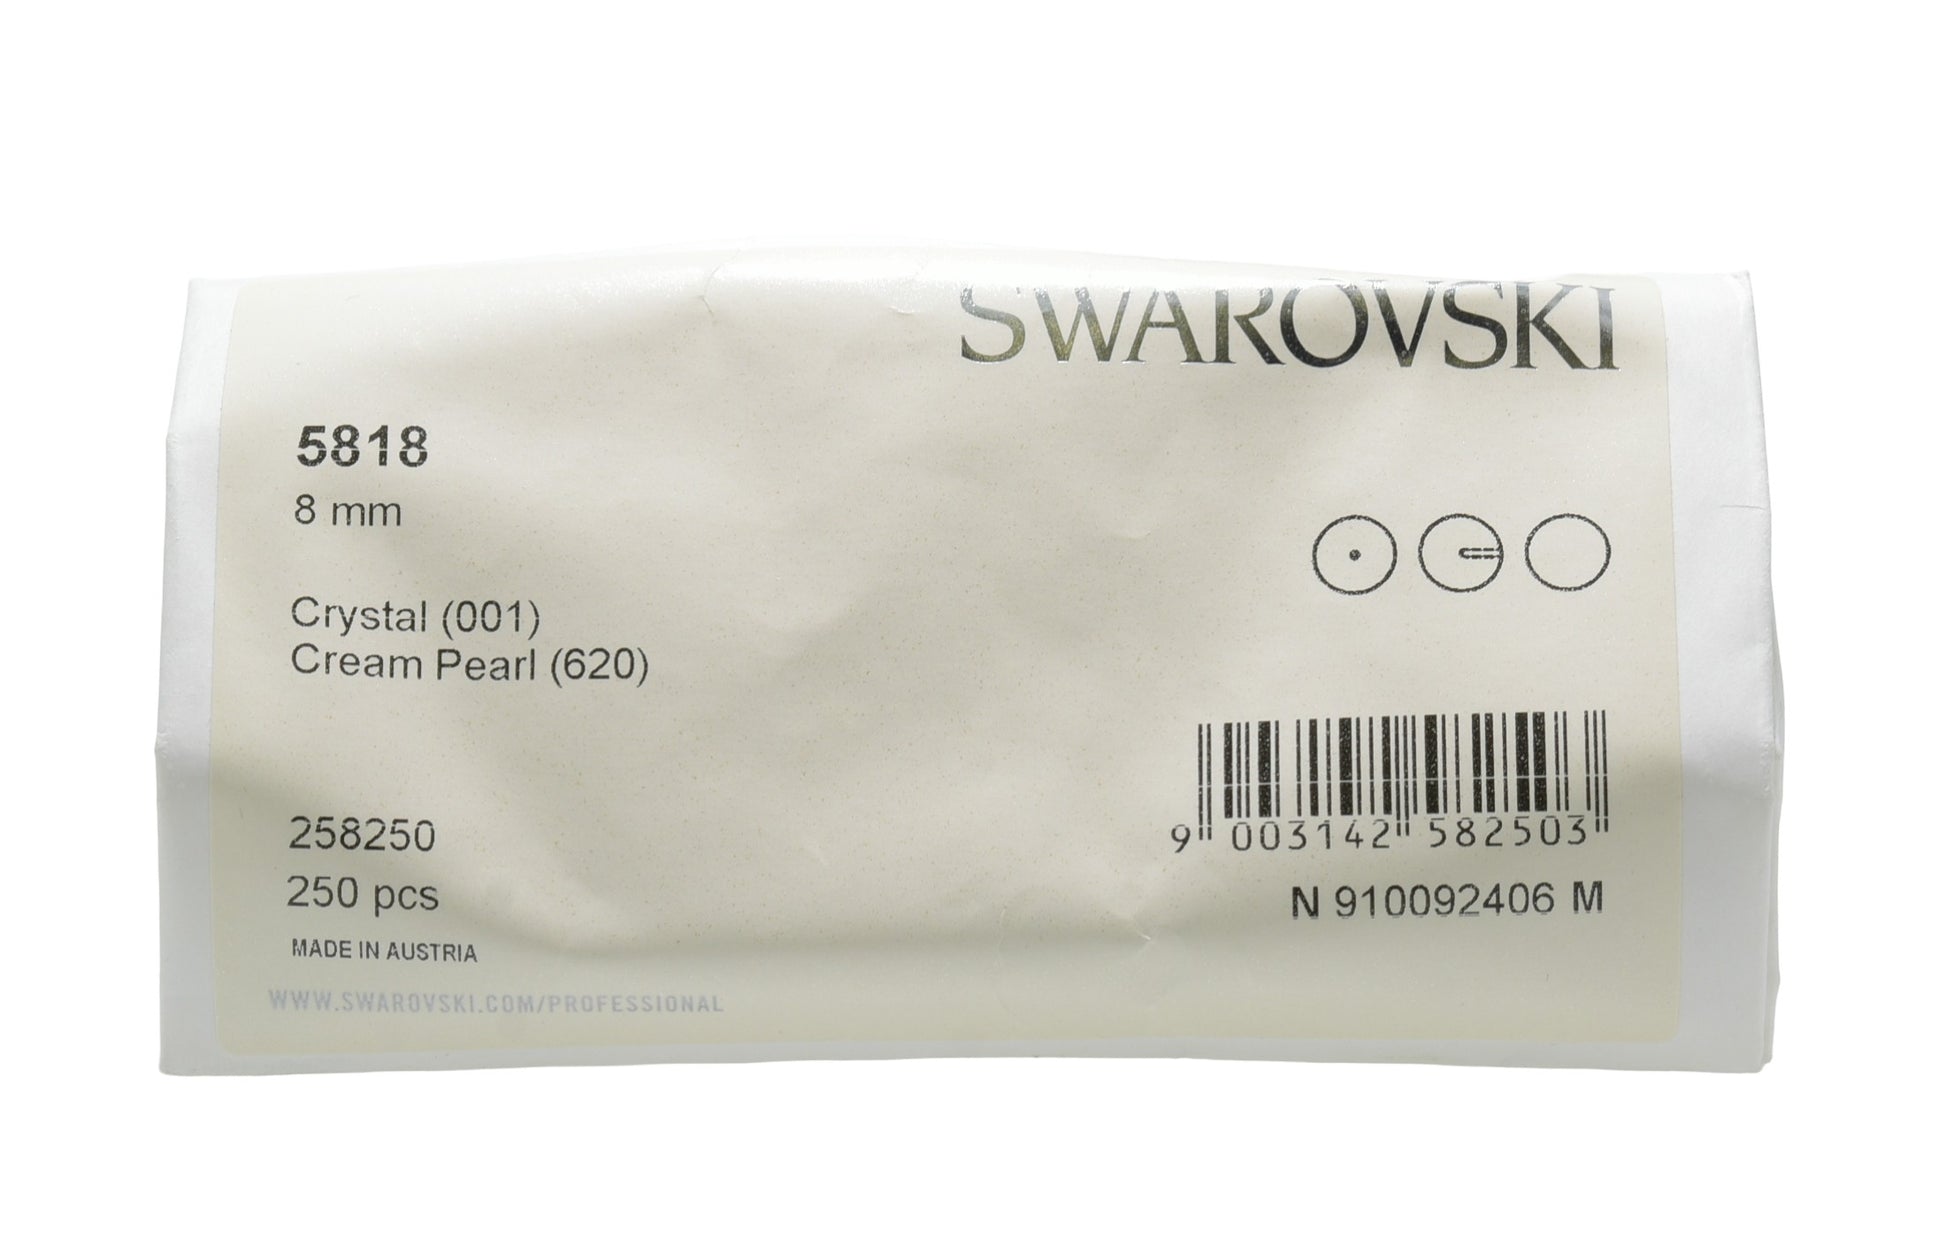 SWAROVSKI
5818
8 mm
Crystal (001)
Cream Pearl (620)
258250
250 pcs
MADE IN AUSTRIA
WWW.SWAROVSKI.COM/PROFESSIONAL
9 003142 582503
N 910092406 M